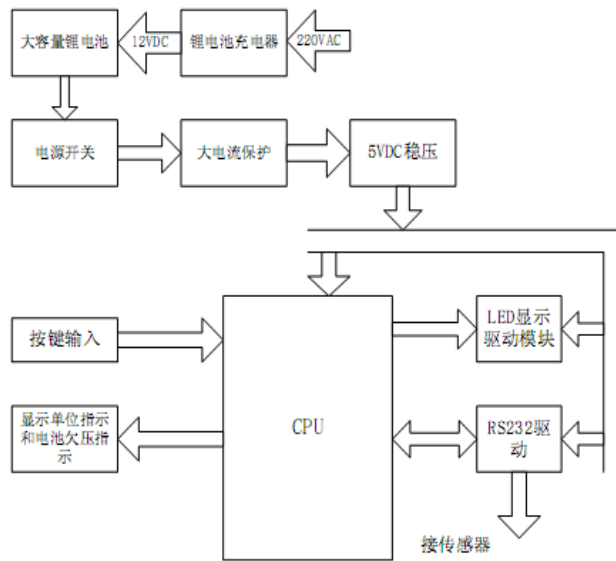 大容量锂电池
12VDC
锂电池充电器
220VAC
电源开关
大电流保护
5VDC稳压
按键输入
CPU
LED显示
驱动模块
显示单位指示
和电池欠压指
示
RS232驱
动
接传感器